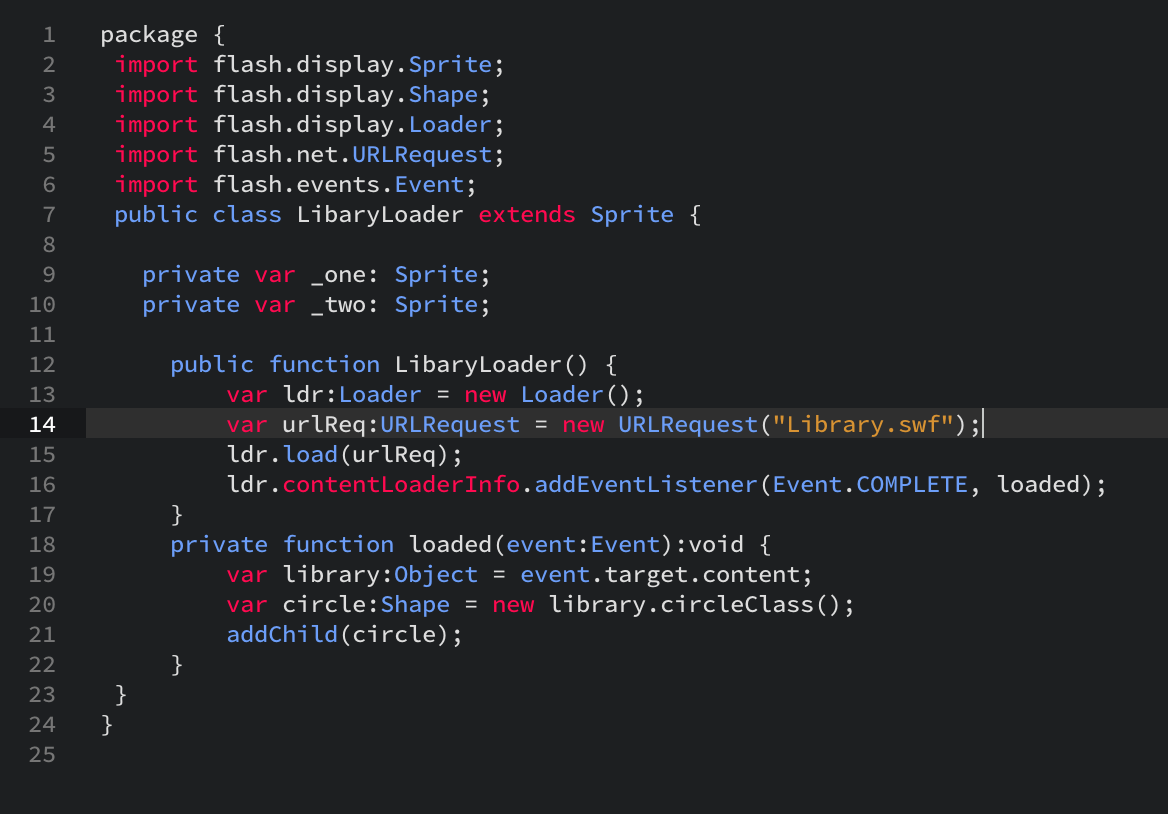 1 package {
2 import flash.display.Sprite;
3 import flash.display.Shape;
4 import flash.display.Loader;
5 import flash.net.URLRequest;
6 import flash.events.Event;
7 public class LibaryLoader extends Sprite {
8
9 private var _one: Sprite;
10 private var _two: Sprite;
11
12 public function LibaryLoader() {
13 var ldr:Loader = new Loader();
14 var urlReq:URLRequest = new URLRequest("Library.swf");
15 ldr.load(urlReq);
16 ldr.contentLoaderInfo.addEventListener(Event.COMPLETE, loaded);
17 }
18 private function loaded(event:Event):void {
19 var library:Object = event.target.content;
20 var circle:Shape = new library.circleClass();
21 addChild(circle);
22 }
23 }
24 }
25